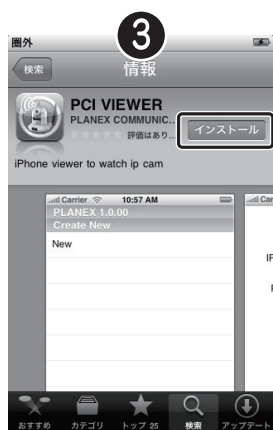 3
圏外
検索
情報
PCI VIEWER
PLANEX COMMUNIC...
評価はあり...
インストール
iPhone viewer to watch ip cam
Carrier 10:57 AM
PLANEX 1.0.00
Create New
New
Car
IF
おすすめ カテゴリ トップ 25 検索 アップデート